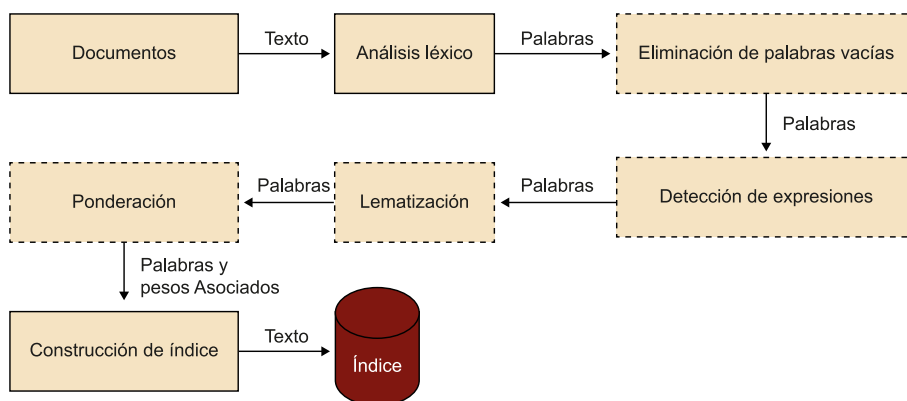 Documentos
Texto
Análisis léxico
Palabras
Eliminación de palabras vacías
Palabras
Detección de expresiones
Palabras
Lematización
Palabras
Ponderación
Palabras y
pesos Asociados
Construcción de índice
Texto
Índice